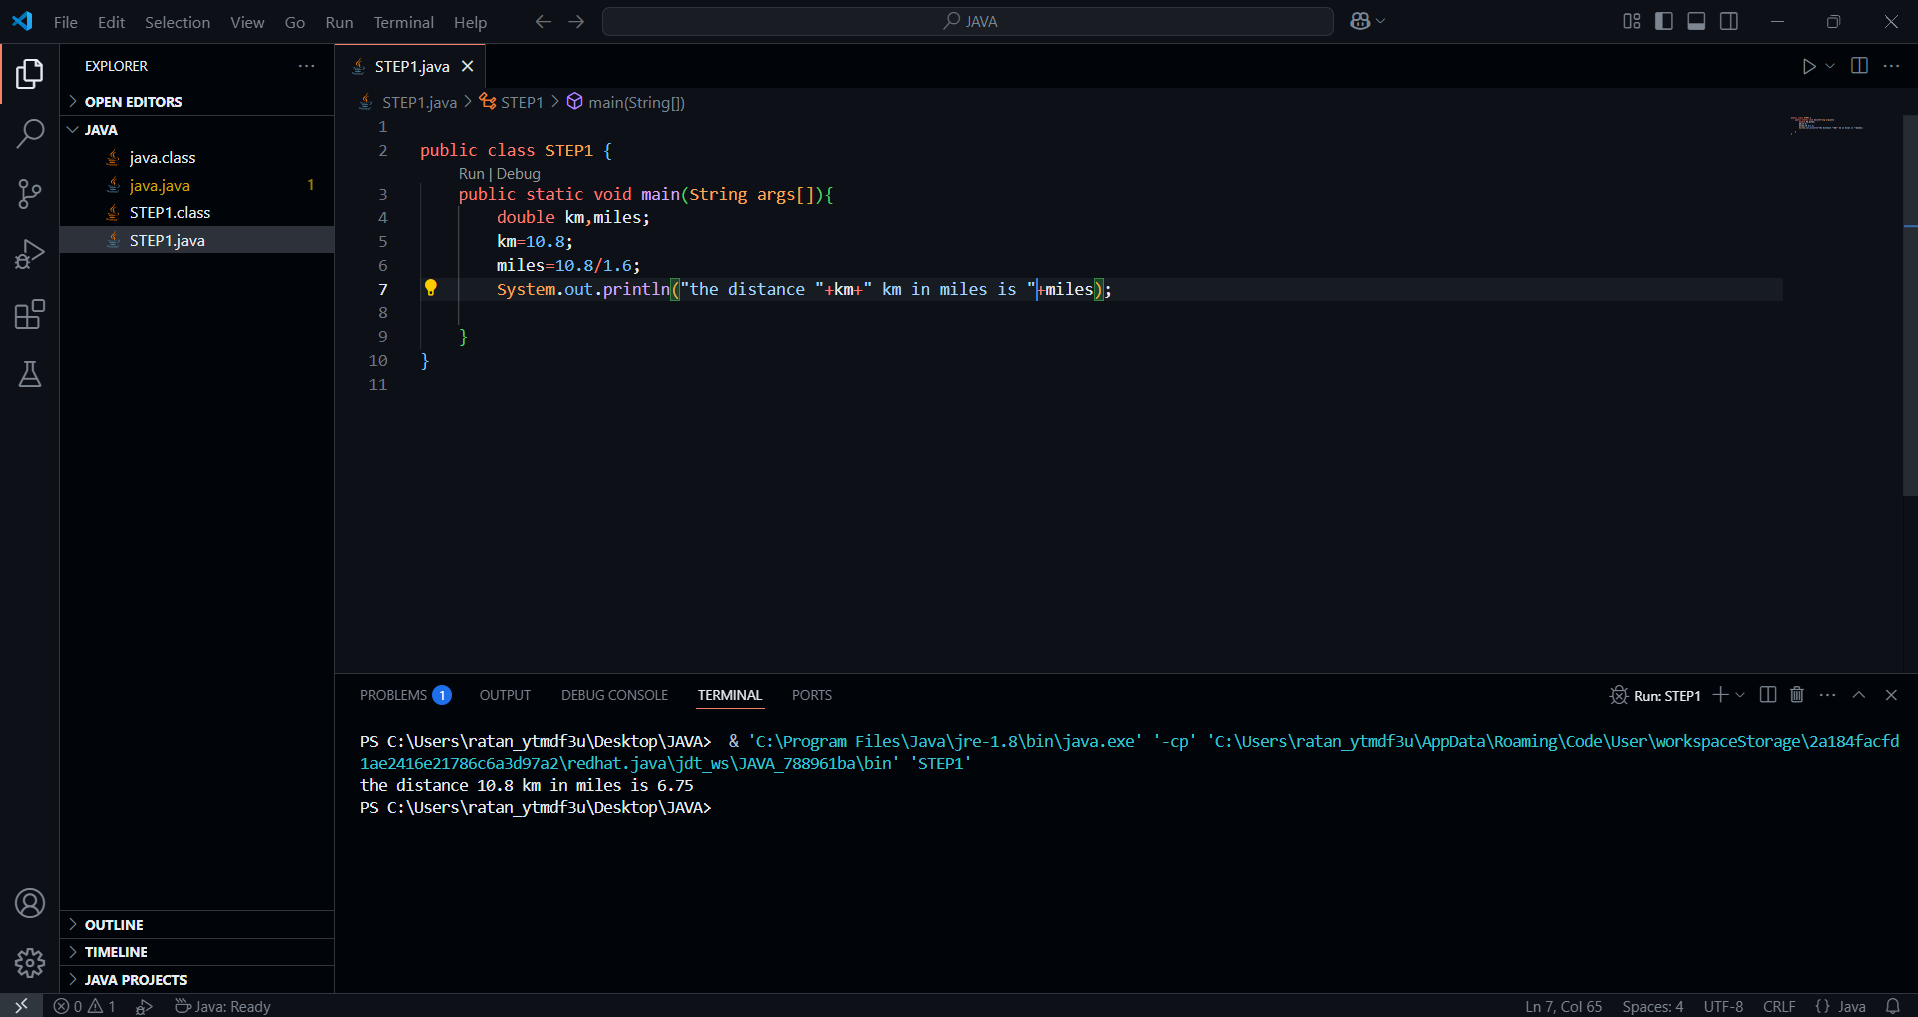 File Edit Selection View Go Run Terminal Help JAVA
EXPLORER
OPEN EDITORS
JAVA
java.class
java.java 1
STEP1.class
STEP1.java
OUTLINE
TIMELINE
JAVA PROJECTS
STEP1.java
STEP1.java > STEP1 > main(String[])
1
2 public class STEP1 {
Run | Debug
3 public static void main(String args[]){
4 double km,miles;
5 km=10.8;
6 miles=10.8/1.6;
7 System.out.println("the distance "+km+" km in miles is "+miles);
8
9 }
10 }
11
PROBLEMS 1 OUTPUT DEBUG CONSOLE TERMINAL PORTS Run: STEP1
PS C:\Users\ratan_ytmdf3u\Desktop\JAVA> & 'C:\Program Files\Java\jre-1.8\bin\java.exe' '-cp' 'C:\Users\ratan_ytmdf3u\AppData\Roaming\Code\User\workspaceStorage\2a184facfd
1ae2416e21786c6a3d97a2\redhat.java\jdt_ws\JAVA_788961ba\bin' 'STEP1'
the distance 10.8 km in miles is 6.75
PS C:\Users\ratan_ytmdf3u\Desktop\JAVA>
0 1 Java: Ready Ln 7, Col 65 Spaces: 4 UTF-8 CRLF {} Java